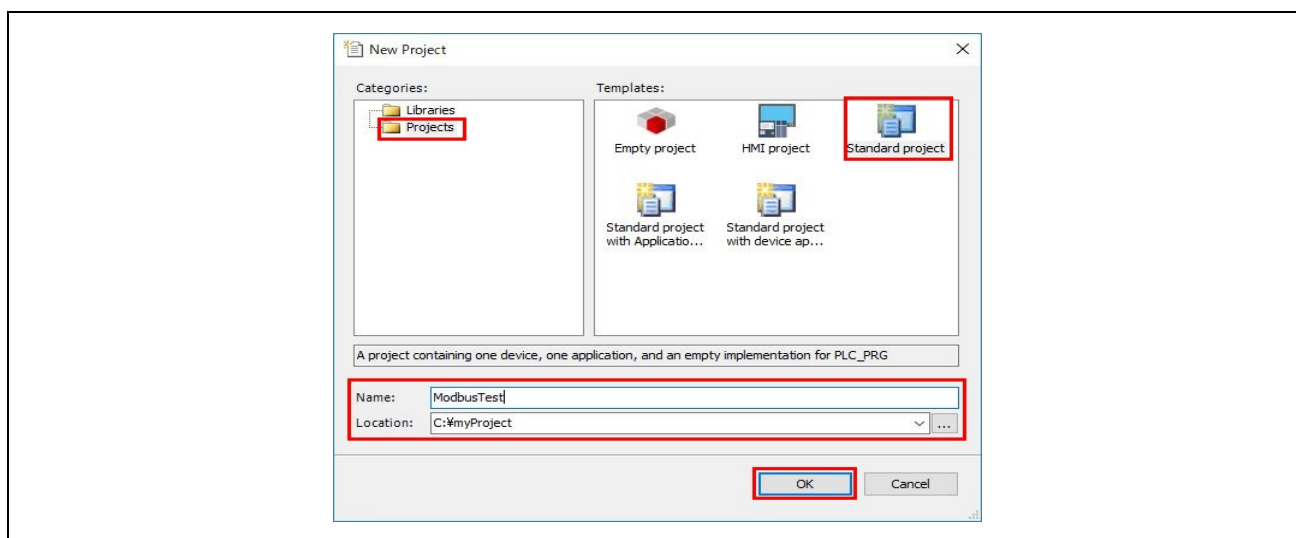 New Project
Categories:
Templates:
Libraries
Projects
Empty project
HMI project
Standard project
Standard project
with Applicatio...
Standard project
with device ap...
A project containing one device, one application, and an empty implementation for PLC_PRG
Name:
ModbusTest
Location:
C:¥myProject
...
OK
Cancel